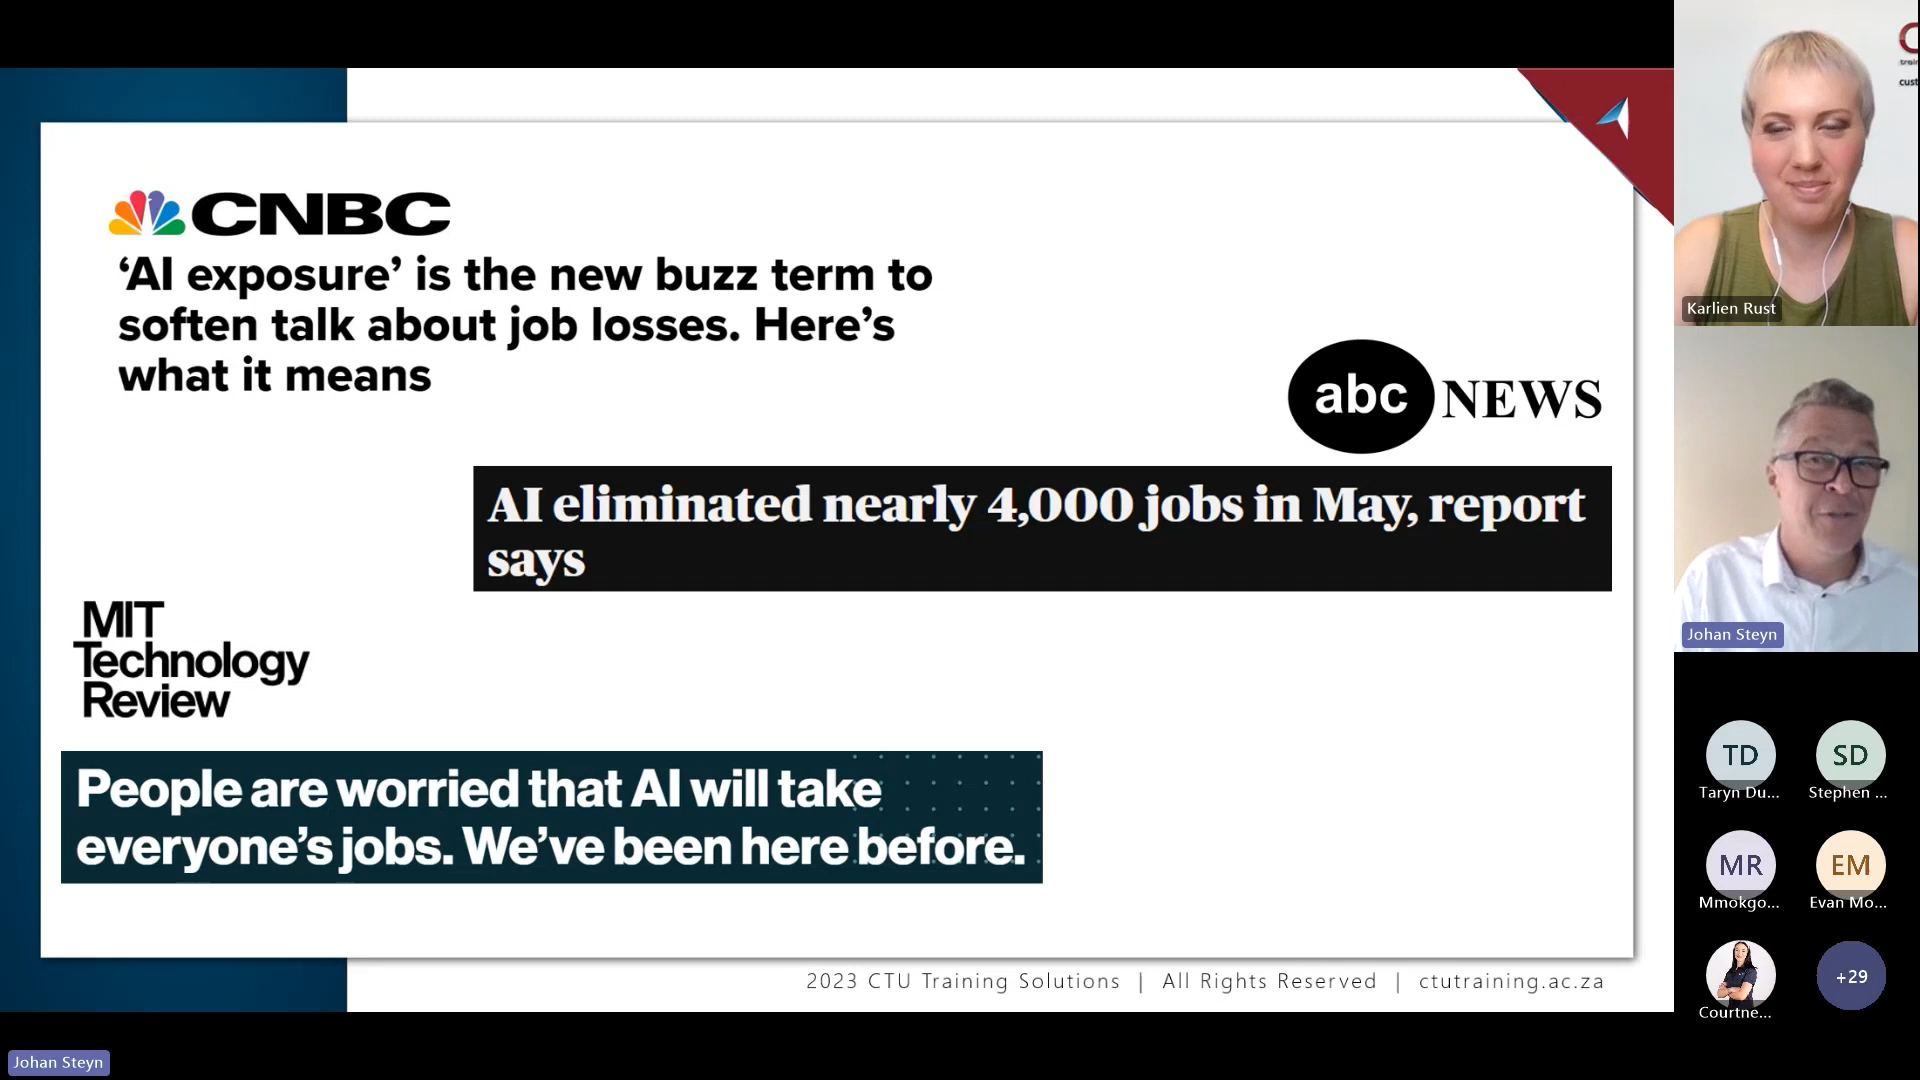 CNBC
‘AI exposure’ is the new buzz term to
soften talk about job losses. Here’s
what it means
abc NEWS
AI eliminated nearly 4,000 jobs in May, report
says
MIT
Technology
Review
People are worried that AI will take
everyone’s jobs. We’ve been here before.
2023 CTU Training Solutions | All Rights Reserved | ctutraining.ac.za
Johan Steyn
Karlien Rust
Johan Steyn
TD
Taryn Du...
SD
Stephen ...
MR
Mmokgo...
EM
Evan Mo...
Courtne...
+29